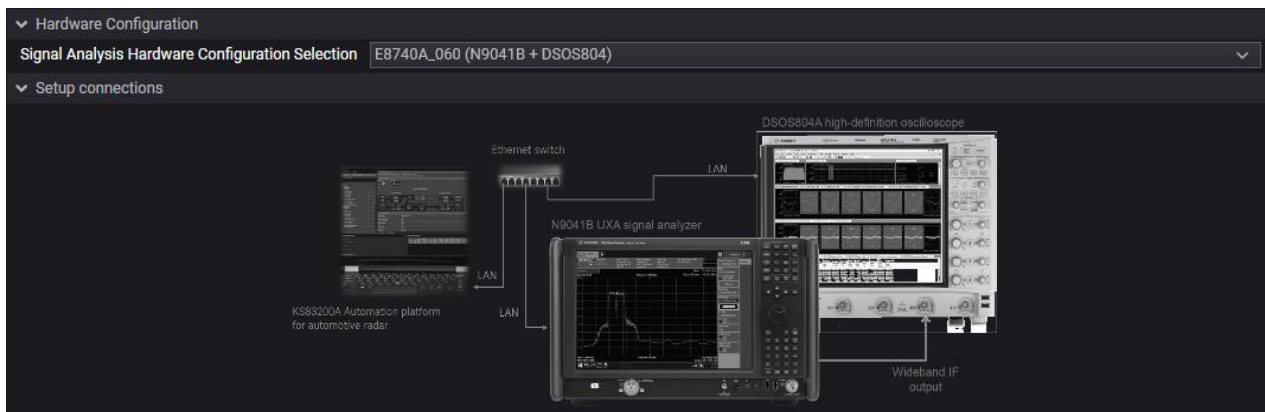 Hardware Configuration
Signal Analysis Hardware Configuration Selection E8740A_060 (N9041B + DSOS804)
Setup connections
DSOS804A high-definition oscilloscope
Ethernet switch
LAN
N9041B UXA signal analyzer
LAN
LAN
KS83200A Automation platform
for automotive radar
Wideband IF
output